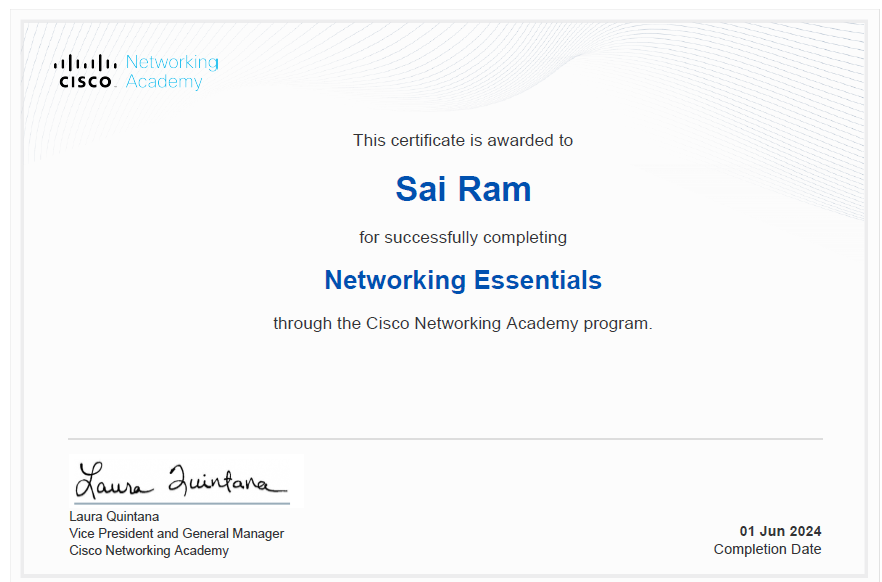 Networking
CISCO. Academy
This certificate is awarded to
Sai Ram
for successfully completing
Networking Essentials
through the Cisco Networking Academy program.
Laura Quintana
Laura Quintana
Vice President and General Manager
Cisco Networking Academy
01 Jun 2024
Completion Date